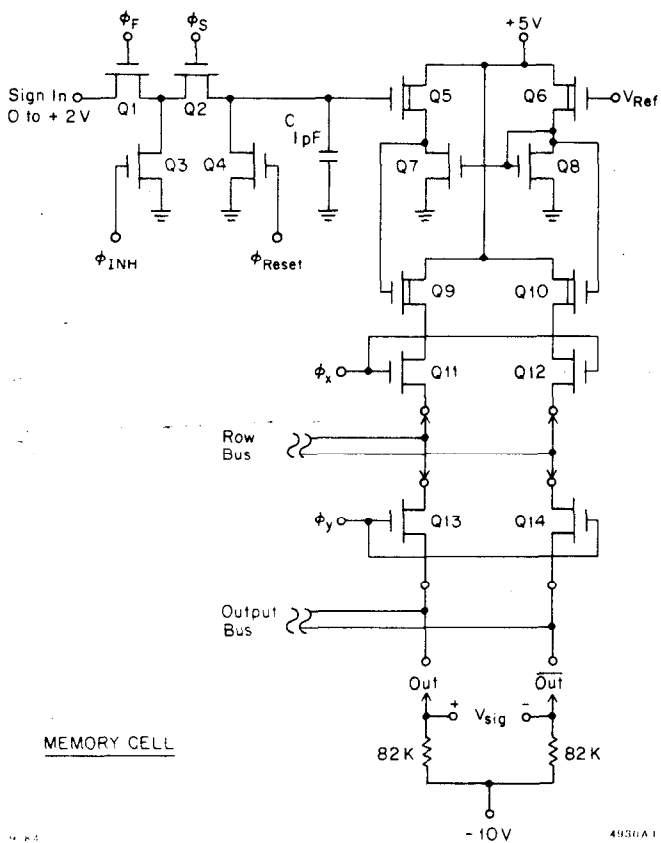 ϕF
ϕS
+5V
Sign In
0 to +2V
Q1
Q2
Q5
Q6
VRef
C
1pF
Q3
Q4
Q7
Q8
ϕINH
ϕReset
Q9
Q10
ϕx
Q11
Q12
Row
Bus
ϕy
Q13
Q14
Output
Bus
Out
O̅u̅t̅
+
Vsig
-
MEMORY CELL
82K
82K
-10V